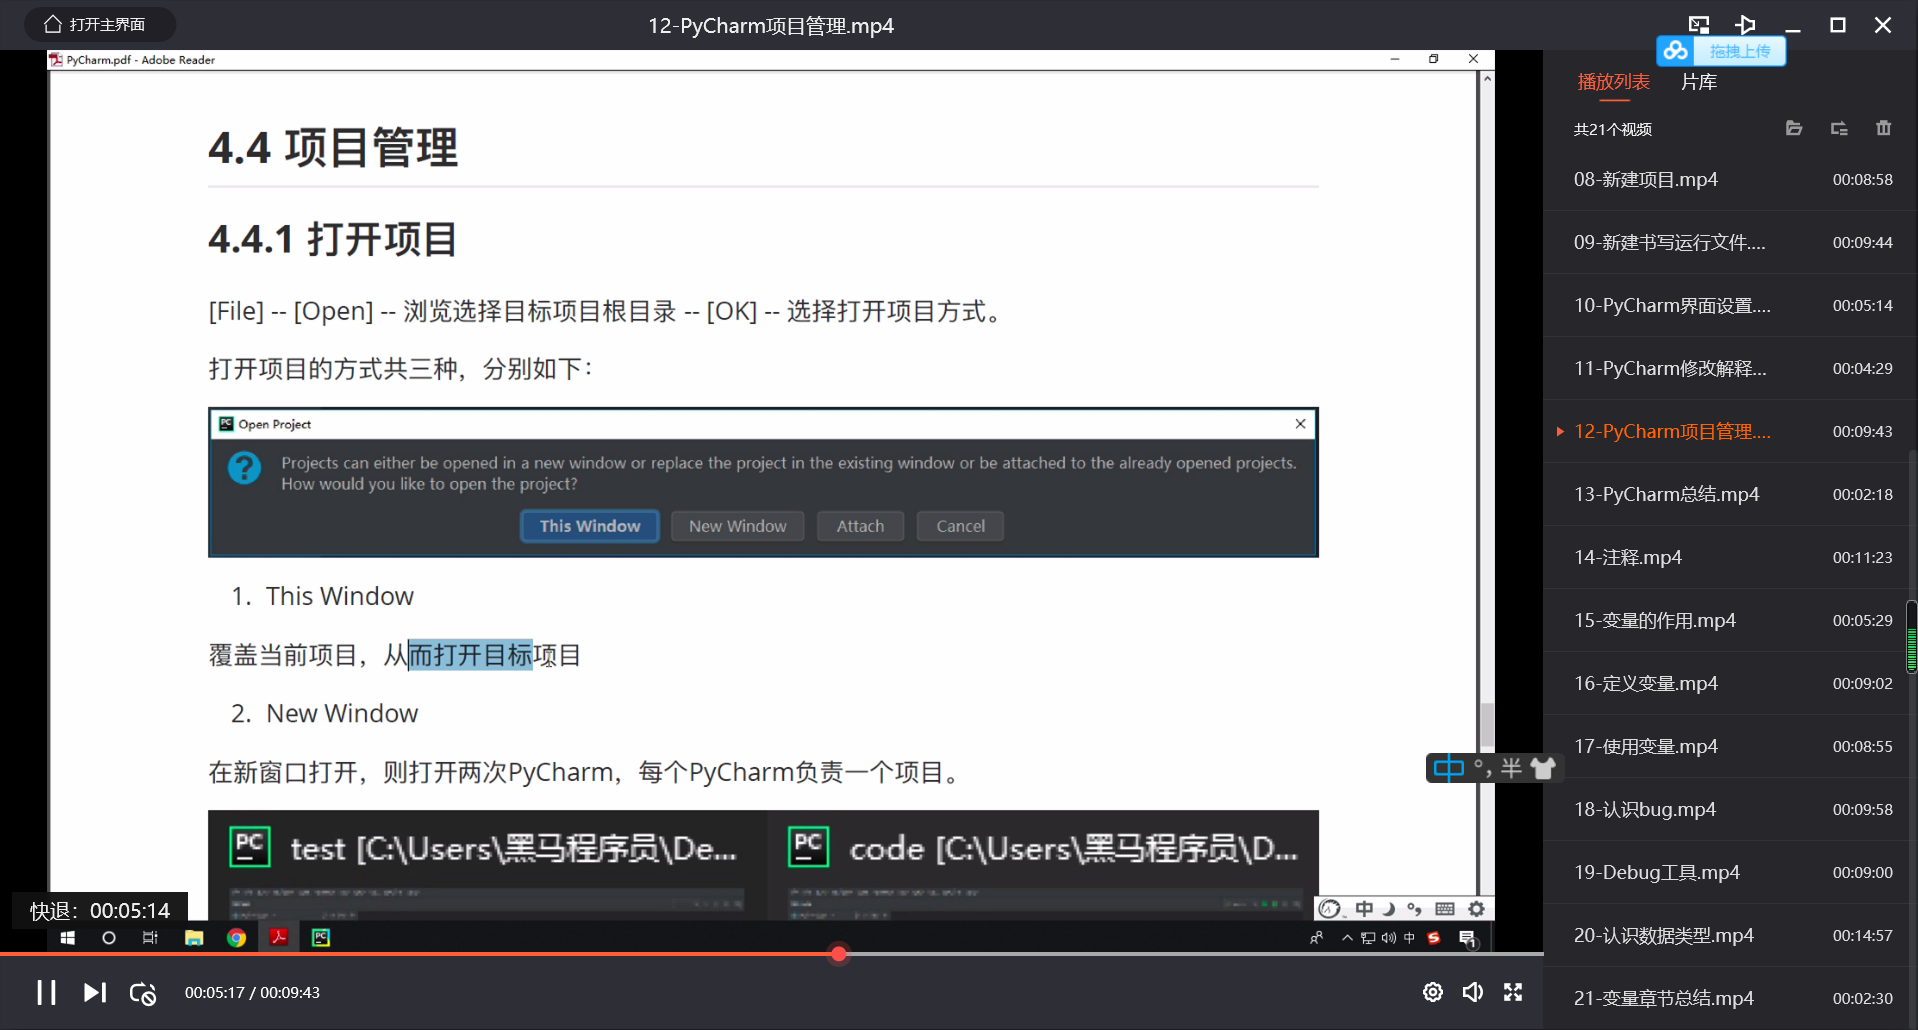 打开主界面
12-PyCharm项目管理.mp4
拖拽上传
PyCharm.pdf - Adobe Reader
4.4 项目管理
4.4.1 打开项目
[File] -- [Open] -- 浏览选择目标项目根目录 -- [OK] -- 选择打开项目方式。
打开项目的方式共三种，分别如下：
Open Project
Projects can either be opened in a new window or replace the project in the existing window or be attached to the already opened projects.
How would you like to open the project?
This Window
New Window
Attach
Cancel
1. This Window
覆盖当前项目，从而打开目标项目
2. New Window
在新窗口打开，则打开两次PyCharm，每个PyCharm负责一个项目。
PC test [C:\Users\黑马程序员\De...
PC code [C:\Users\黑马程序员\D...
中 °, 半
快退：00:05:14
中
中
1
00:05:17 / 00:09:43
播放列表
片库
共21个视频
08-新建项目.mp4 00:08:58
09-新建书写运行文件.... 00:09:44
10-PyCharm界面设置.... 00:05:14
11-PyCharm修改解释... 00:04:29
12-PyCharm项目管理.... 00:09:43
13-PyCharm总结.mp4 00:02:18
14-注释.mp4 00:11:23
15-变量的作用.mp4 00:05:29
16-定义变量.mp4 00:09:02
17-使用变量.mp4 00:08:55
18-认识bug.mp4 00:09:58
19-Debug工具.mp4 00:09:00
20-认识数据类型.mp4 00:14:57
21-变量章节总结.mp4 00:02:30